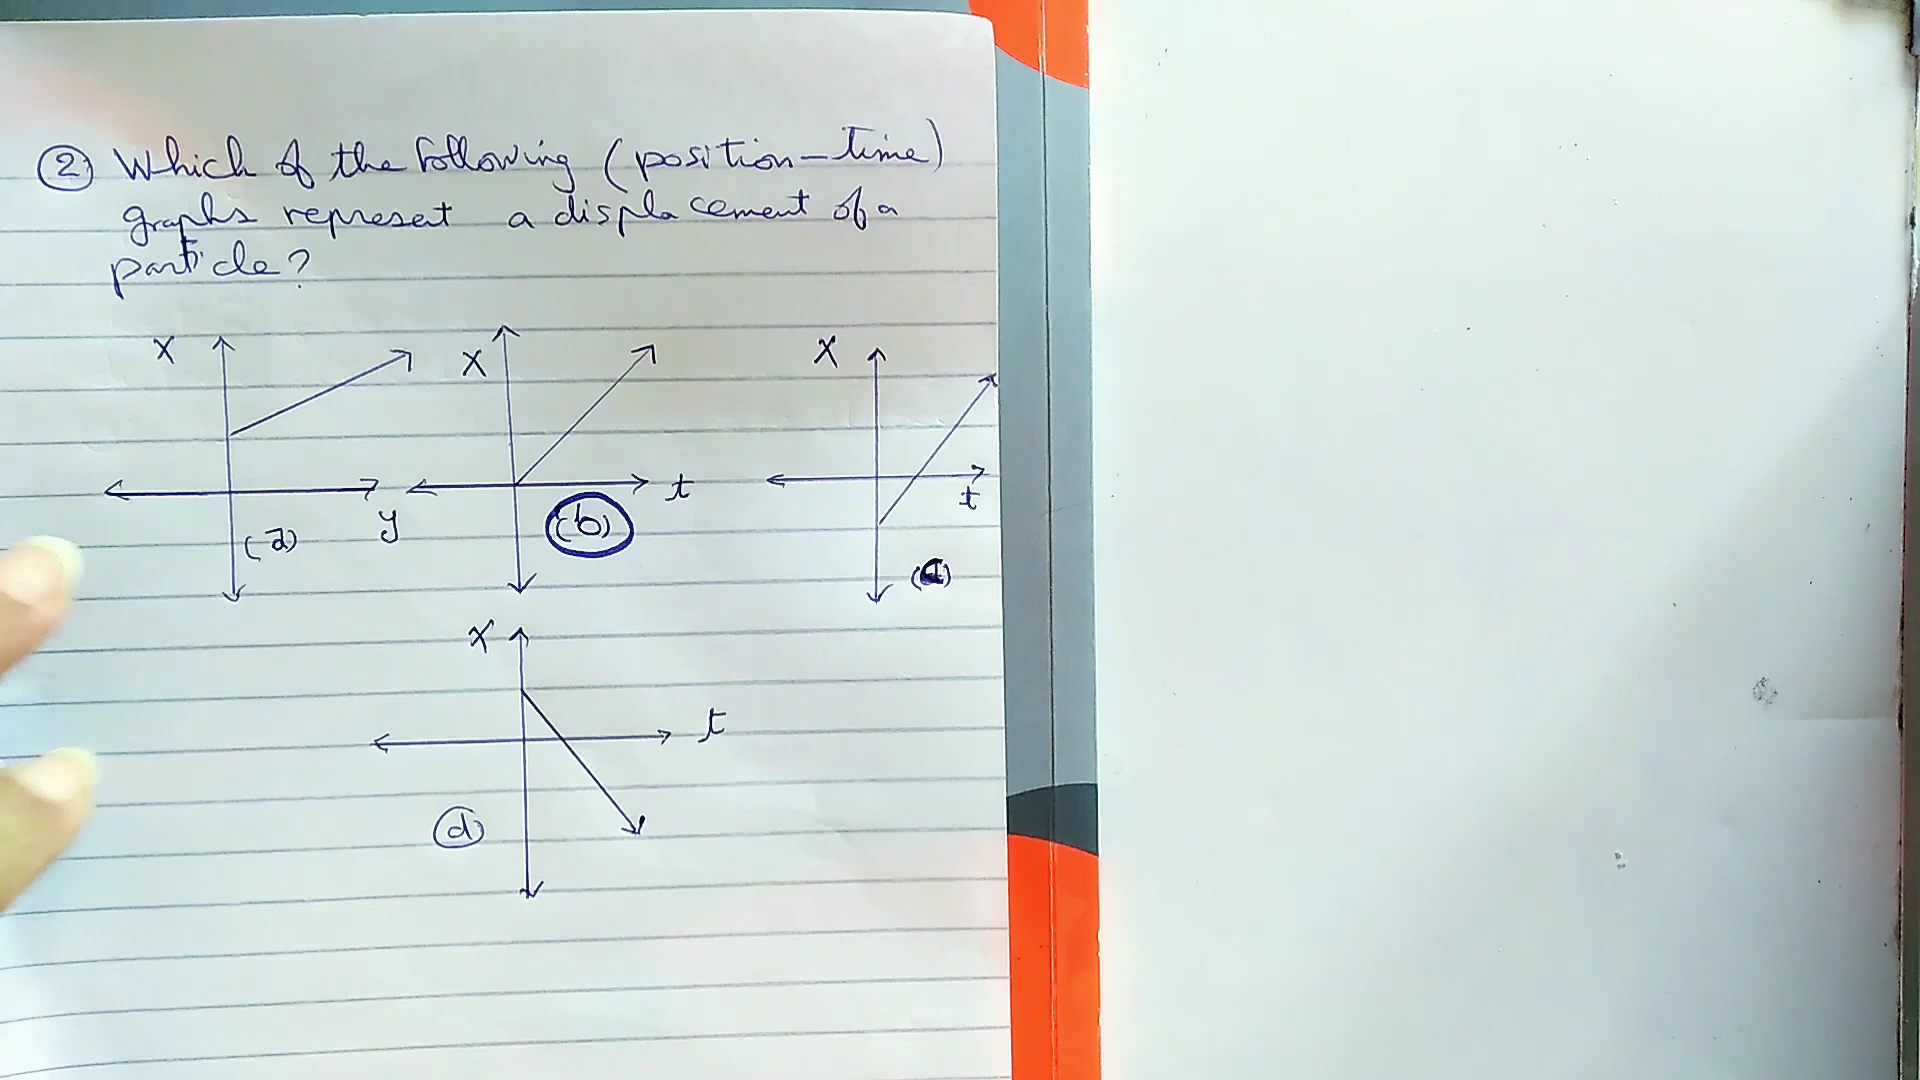 ② Which of the following (position-time)
graphs represent a displacement of a
particle?
X X X
t t
y
(a) (b) (c)
X
t
(d)